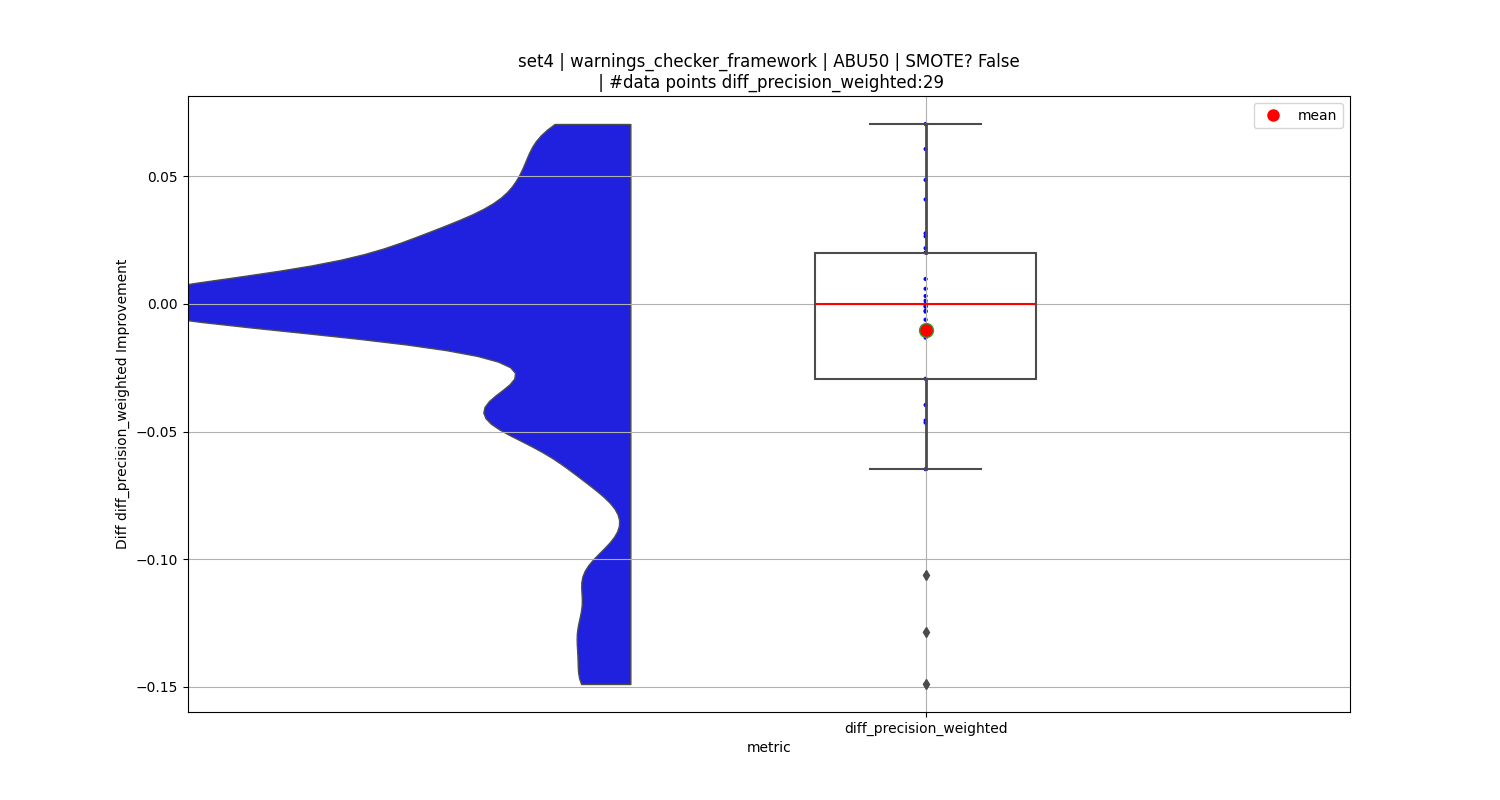 set4 | warnings_checker_framework | ABU50 | SMOTE? False
| #data points diff_precision_weighted:29
mean
Diff diff_precision_weighted Improvement
0.05
0.00
−0.05
−0.10
−0.15
diff_precision_weighted
metric